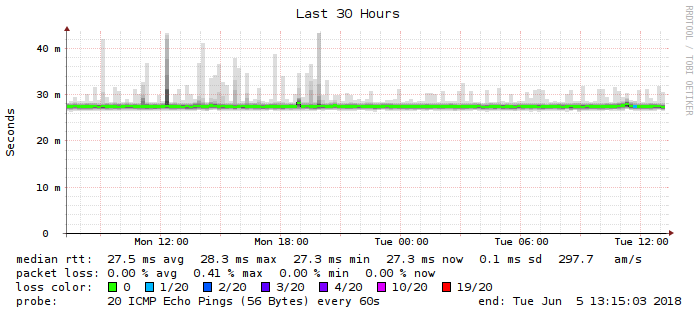 Last 30 Hours
RRDTOOL / TOBI OETIKER
Seconds
40 m
30 m
20 m
10 m
0
Mon 12:00 Mon 18:00 Tue 00:00 Tue 06:00 Tue 12:00
median rtt: 27.5 ms avg 28.3 ms max 27.3 ms min 27.3 ms now 0.1 ms sd 297.7 am/s
packet loss: 0.00 % avg 0.41 % max 0.00 % min 0.00 % now
loss color: 0 1/20 2/20 3/20 4/20 10/20 19/20
probe: 20 ICMP Echo Pings (56 Bytes) every 60s end: Tue Jun 5 13:15:03 2018